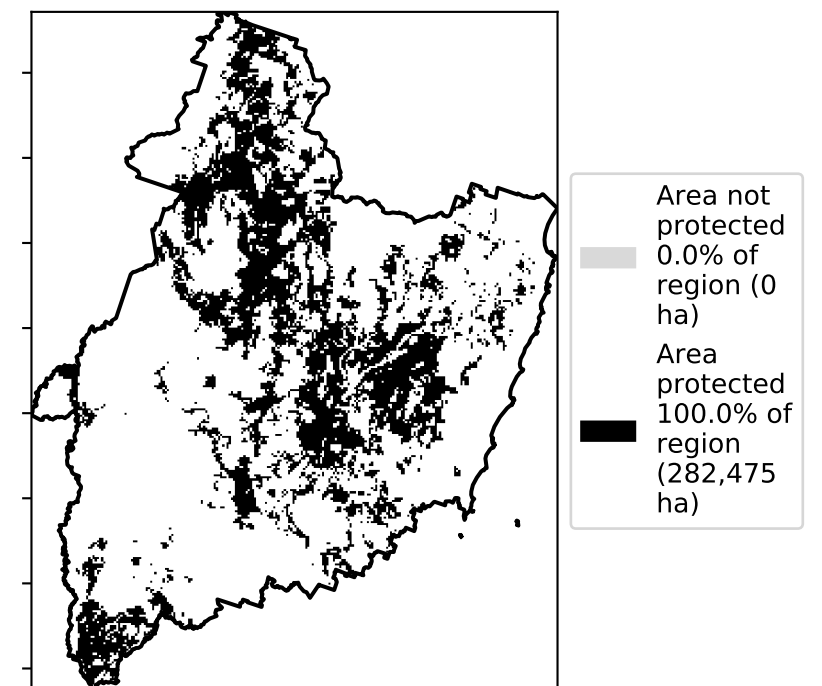 Area not
protected
0.0% of
region (0
ha)
Area
protected
100.0% of
region
(282,475
ha)